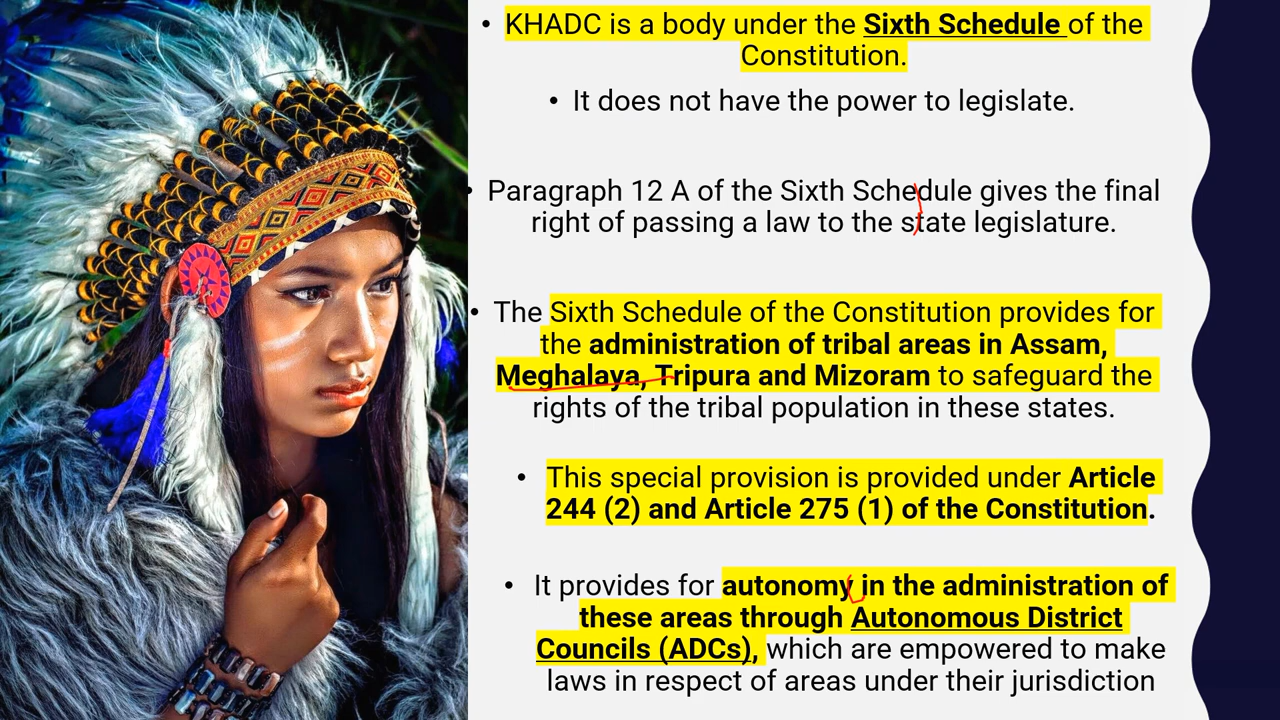 • KHADC is a body under the Sixth Schedule of the
Constitution.
• It does not have the power to legislate.
• Paragraph 12 A of the Sixth Schedule gives the final
right of passing a law to the state legislature.
• The Sixth Schedule of the Constitution provides for
the administration of tribal areas in Assam,
Meghalaya, Tripura and Mizoram to safeguard the
rights of the tribal population in these states.
• This special provision is provided under Article
244 (2) and Article 275 (1) of the Constitution.
• It provides for autonomy in the administration of
these areas through Autonomous District
Councils (ADCs), which are empowered to make
laws in respect of areas under their jurisdiction